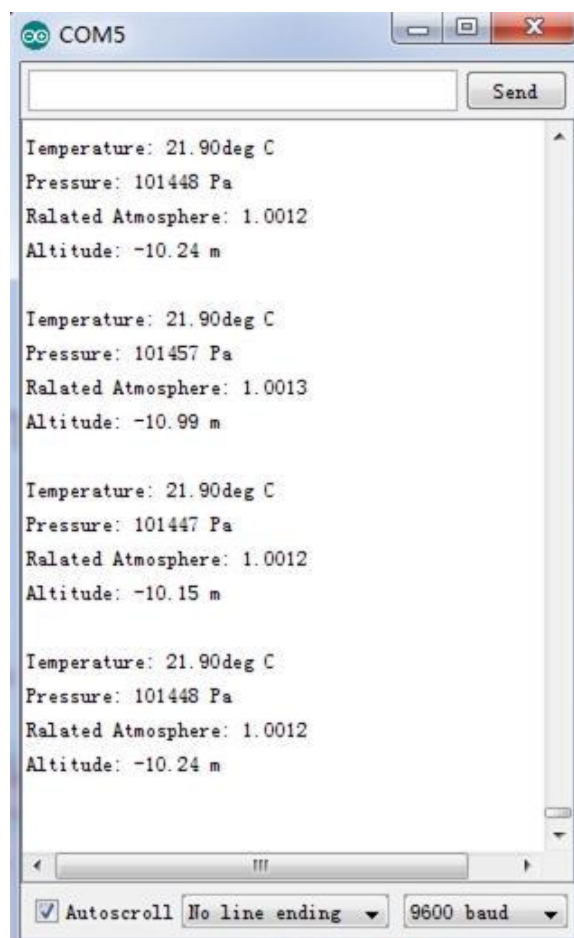 COM5
Send
Temperature: 21.90deg C
Pressure: 101448 Pa
Ralated Atmosphere: 1.0012
Altitude: -10.24 m
Temperature: 21.90deg C
Pressure: 101457 Pa
Ralated Atmosphere: 1.0013
Altitude: -10.99 m
Temperature: 21.90deg C
Pressure: 101447 Pa
Ralated Atmosphere: 1.0012
Altitude: -10.15 m
Temperature: 21.90deg C
Pressure: 101448 Pa
Ralated Atmosphere: 1.0012
Altitude: -10.24 m
Autoscroll No line ending 9600 baud